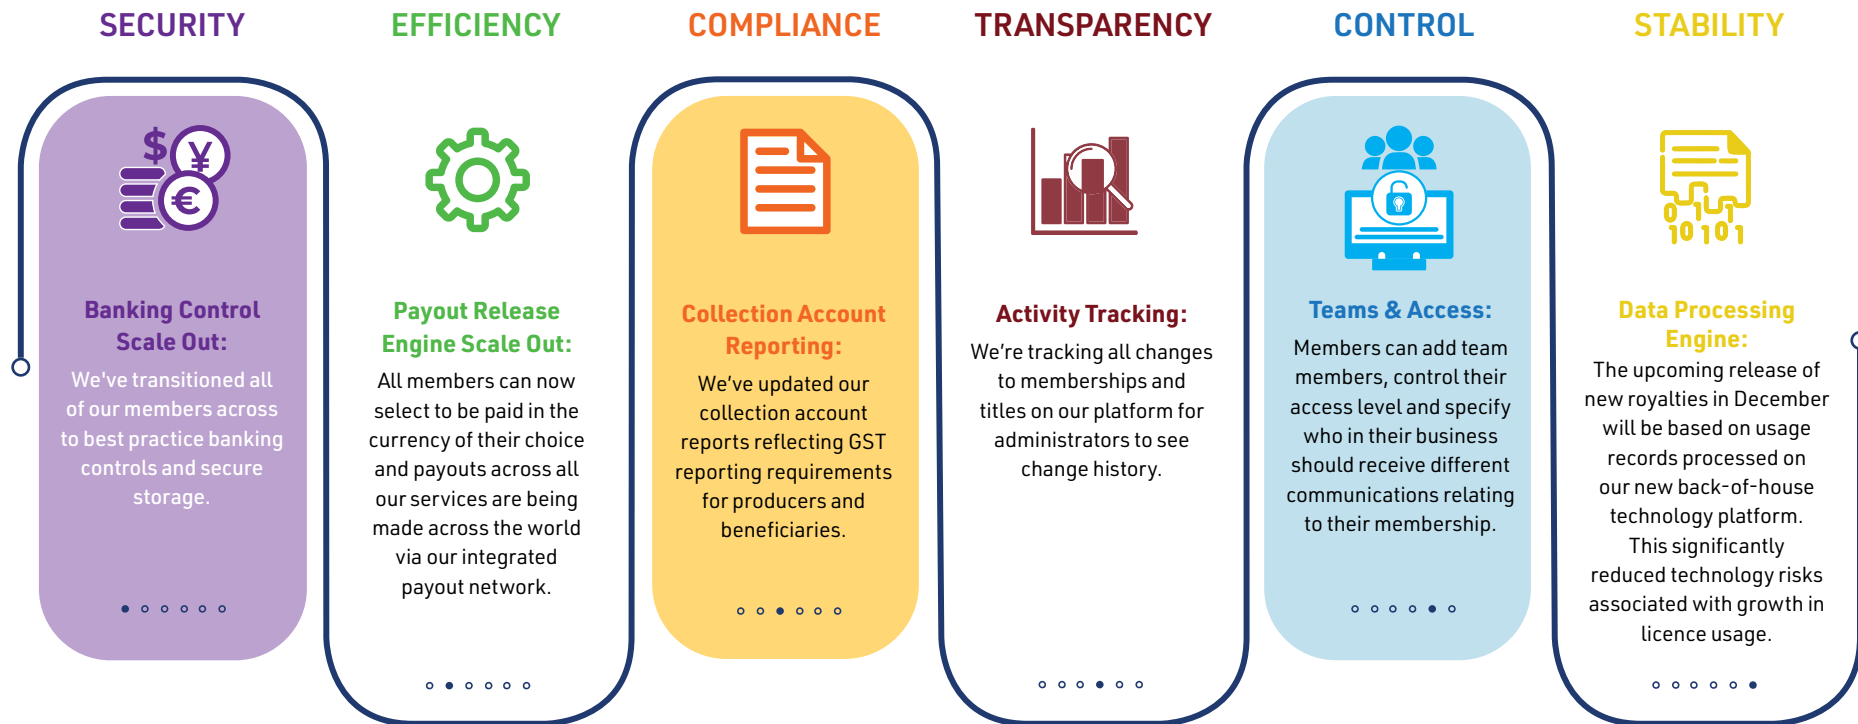 SECURITY
EFFICIENCY
COMPLIANCE
TRANSPARENCY
CONTROL
STABILITY
$
¥
€
Banking Control
Scale Out:
We've transitioned all
of our members across
to best practice banking
controls and secure
storage.
Payout Release
Engine Scale Out:
All members can now
select to be paid in the
currency of their choice
and payouts across all
our services are being
made across the world
via our integrated
payout network.
Collection Account
Reporting:
We’ve updated our
collection account
reports reflecting GST
reporting requirements
for producers and
beneficiaries.
Activity Tracking:
We’re tracking all changes
to memberships and
titles on our platform for
administrators to see
change history.
Teams & Access:
Members can add team
members, control their
access level and specify
who in their business
should receive different
communications relating
to their membership.
0 1 1
10101
Data Processing
Engine:
The upcoming release of
new royalties in December
will be based on usage
records processed on
our new back-of-house
technology platform.
This significantly
reduced technology risks
associated with growth in
licence usage.